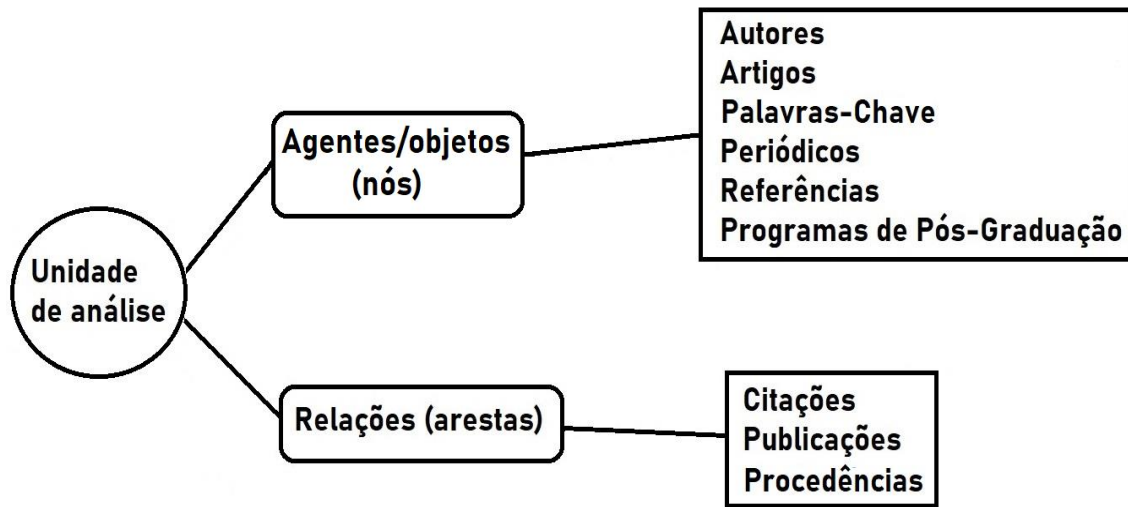 Unidade
de análise
Agentes/objetos
(nós)
Autores
Artigos
Palavras-Chave
Periódicos
Referências
Programas de Pós-Graduação
Relações (arestas)
Citações
Publicações
Procedências